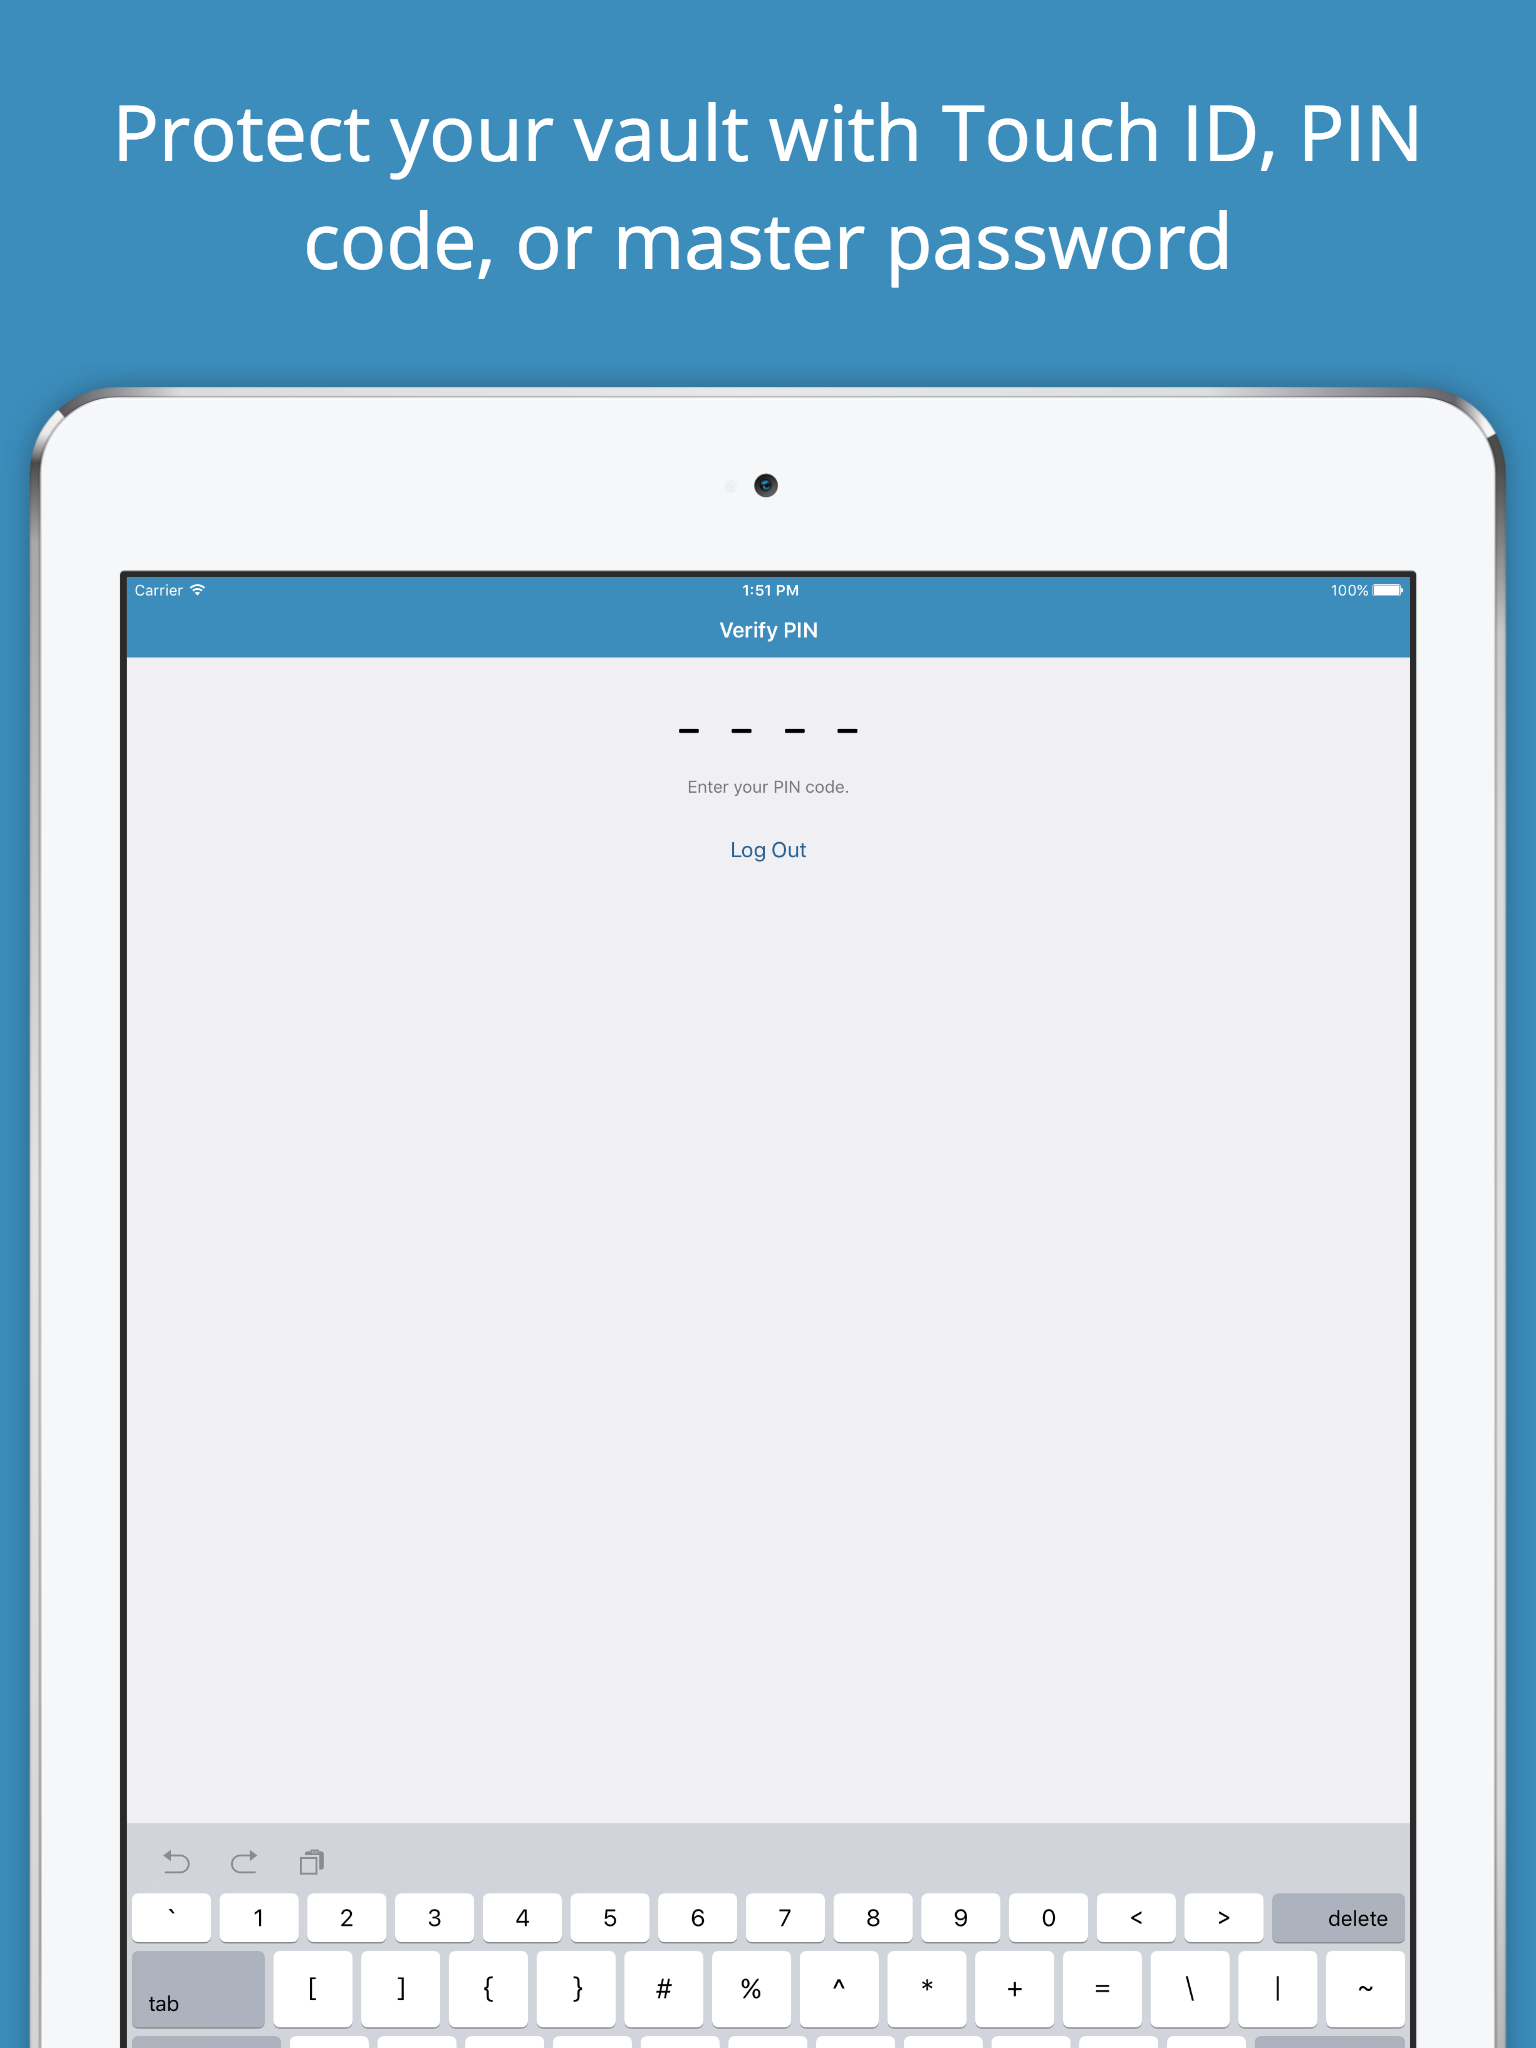 Protect your vault with Touch ID, PIN
code, or master password
Carrier 1:51 PM 100%
Verify PIN
– – – –
Enter your PIN code.
Log Out
` 1 2 3 4 5 6 7 8 9 0 < > delete
tab [ ] { } # % ^ * + = \ | ~